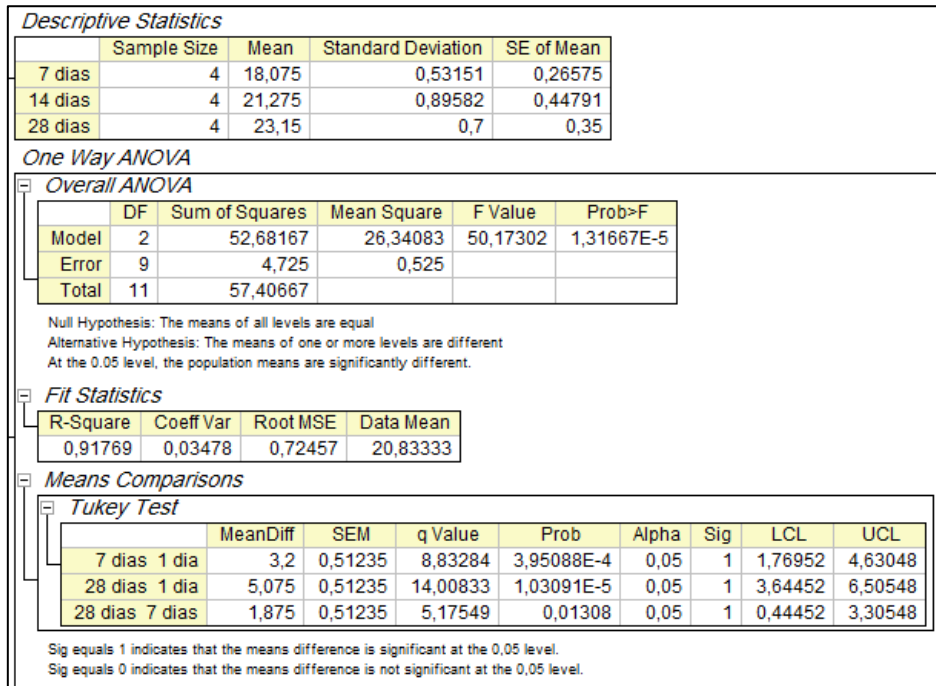 Descriptive Statistics
Sample Size Mean Standard Deviation SE of Mean
7 dias 4 18,075 0,53151 0,26575
14 dias 4 21,275 0,89582 0,44791
28 dias 4 23,15 0,7 0,35
One Way ANOVA
Overall ANOVA
DF Sum of Squares Mean Square F Value Prob>F
Model 2 52,68167 26,34083 50,17302 1,31667E-5
Error 9 4,725 0,525
Total 11 57,40667
Null Hypothesis: The means of all levels are equal
Alternative Hypothesis: The means of one or more levels are different
At the 0.05 level, the population means are significantly different.
Fit Statistics
R-Square Coeff Var Root MSE Data Mean
0,91769 0,03478 0,72457 20,83333
Means Comparisons
Tukey Test
MeanDiff SEM q Value Prob Alpha Sig LCL UCL
7 dias 1 dia 3,2 0,51235 8,83284 3,95088E-4 0,05 1 1,76952 4,63048
28 dias 1 dia 5,075 0,51235 14,00833 1,03091E-5 0,05 1 3,64452 6,50548
28 dias 7 dias 1,875 0,51235 5,17549 0,01308 0,05 1 0,44452 3,30548
Sig equals 1 indicates that the means difference is significant at the 0,05 level.
Sig equals 0 indicates that the means difference is not significant at the 0,05 level.